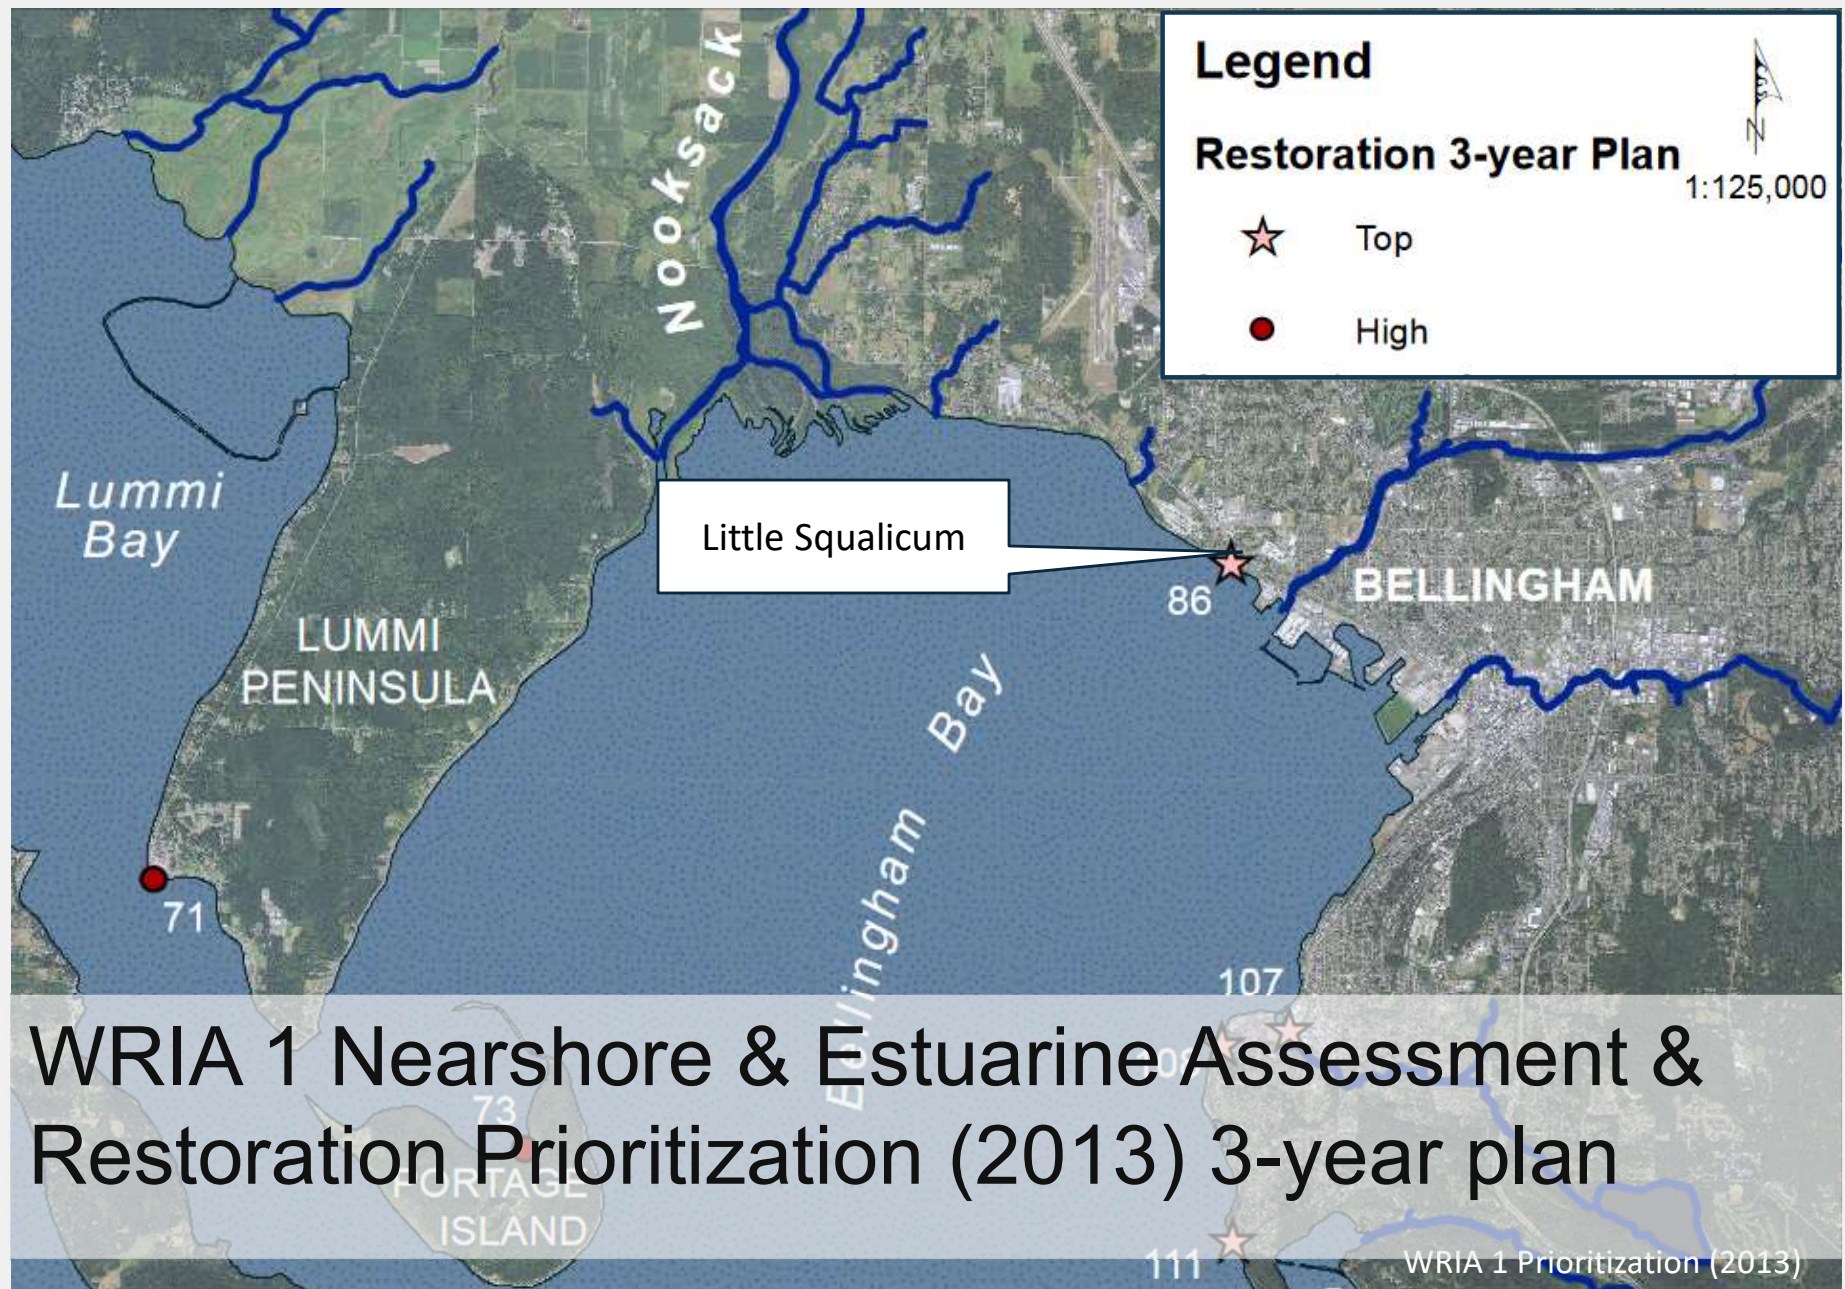 Legend
N
Restoration 3-year Plan
1:125,000
Top
High
Nooksack
Lummi
Bay
Little Squalicum
86
BELLINGHAM
LUMMI
PENINSULA
Bellingham Bay
71
107
108
WRIA 1 Nearshore & Estuarine Assessment &
Restoration Prioritization (2013) 3-year plan
73
PORTAGE
ISLAND
111
WRIA 1 Prioritization (2013)